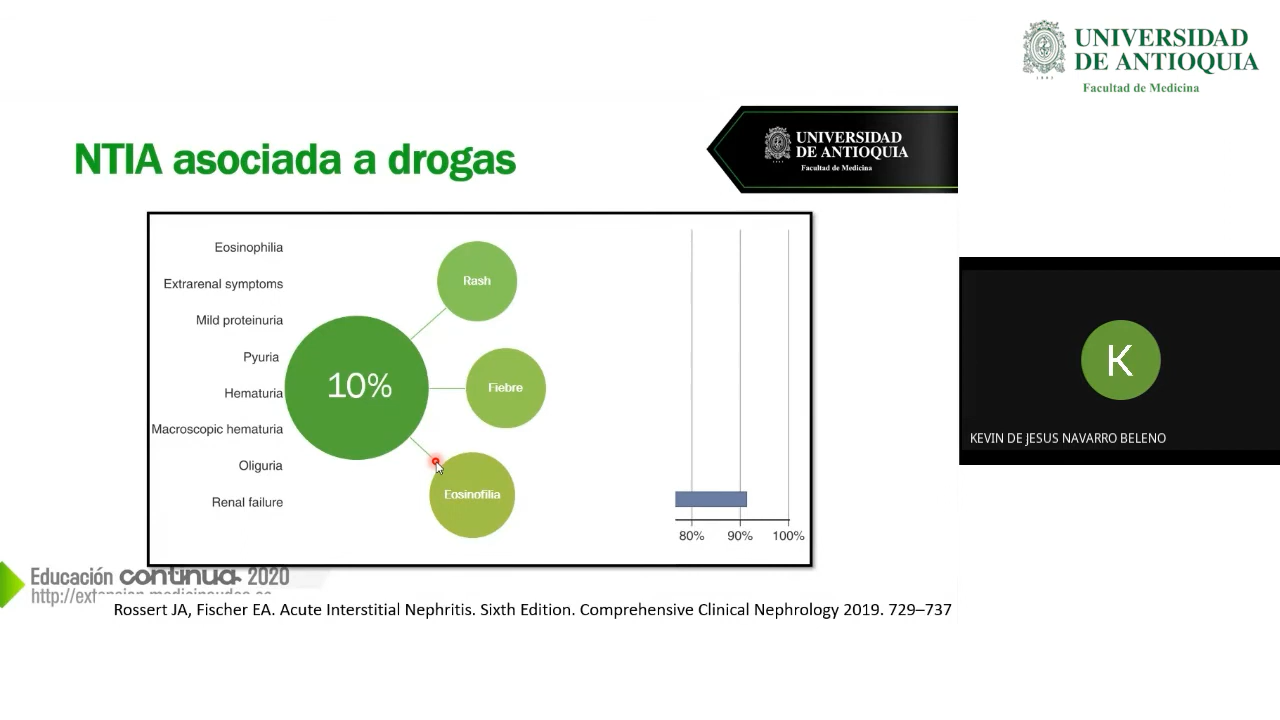 UNIVERSIDAD
DE ANTIOQUIA
Facultad de Medicina
NTIA asociada a drogas
UNIVERSIDAD
DE ANTIOQUIA
Facultad de Medicina
Eosinophilia
Extrarenal symptoms
Mild proteinuria
Pyuria
Hematuria
Macroscopic hematuria
Oliguria
Renal failure
10%
Rash
Fiebre
Eosinofilia
80% 90% 100%
K
KEVIN DE JESUS NAVARRO BELENO
Educación continua 2020
Rossert JA, Fischer EA. Acute Interstitial Nephritis. Sixth Edition. Comprehensive Clinical Nephrology 2019. 729–737